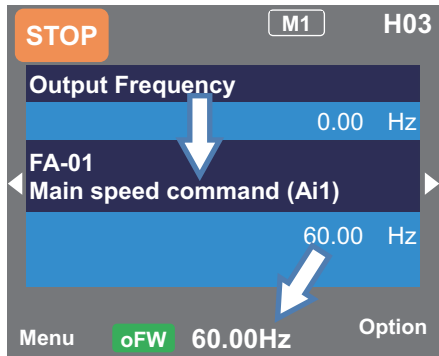 STOP M1 H03
Output Frequency
0.00 Hz
FA-01
Main speed command (Ai1)
60.00 Hz
Menu oFW 60.00Hz Option